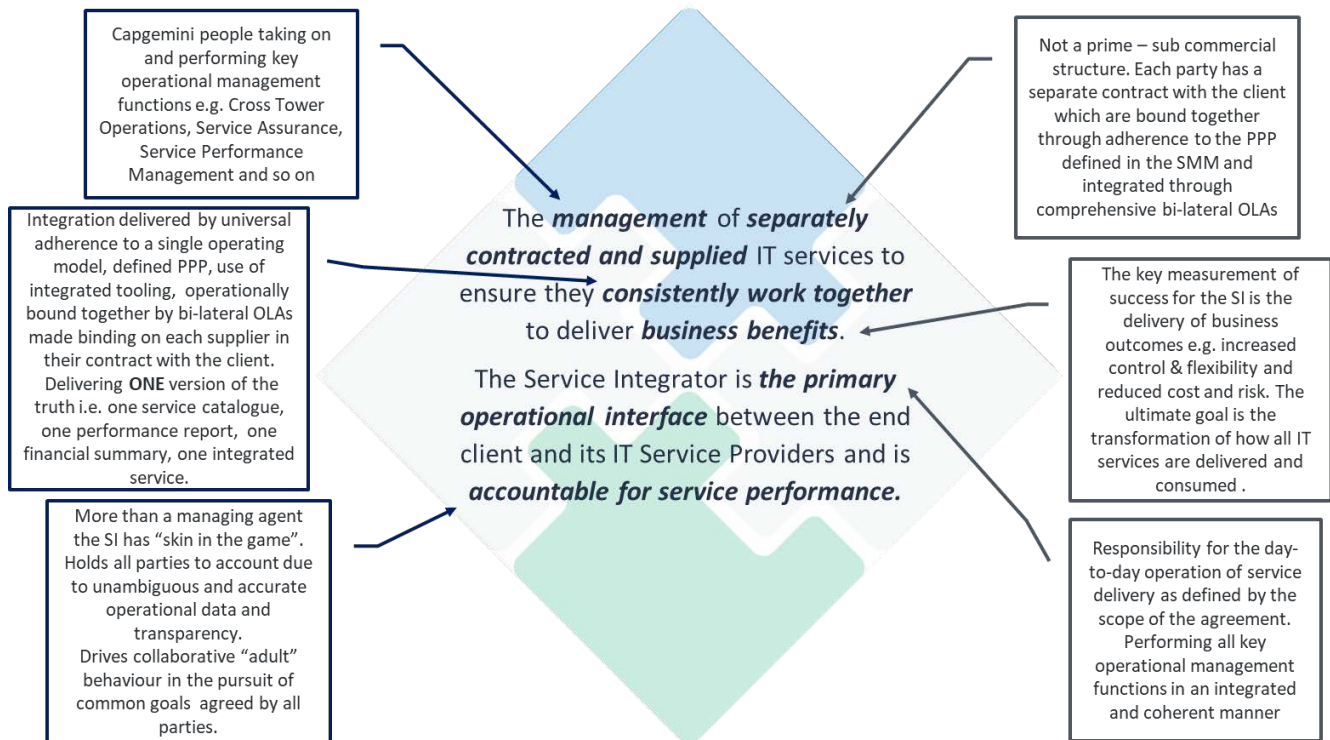 Capgemini people taking on
and performing key
operational management
functions e.g. Cross Tower
Operations, Service Assurance,
Service Performance
Management and so on
Integration delivered by universal
adherence to a single operating
model, defined PPP, use of
integrated tooling,  operationally
bound together by bi-lateral OLAs
made binding on each supplier in
their contract with the client.
Delivering ONE version of the
truth i.e. one service catalogue,
one performance report,  one
financial summary, one integrated
service.
More than a managing agent
the SI has “skin in the game”.
Holds all parties to account due
to unambiguous and accurate
operational data and
transparency.
Drives collaborative “adult”
behaviour in the pursuit of
common goals agreed by all
parties.
The management of separately
contracted and supplied IT services to
ensure they consistently work together
to deliver business benefits.
The Service Integrator is the primary
operational interface between the end
client and its IT Service Providers and is
accountable for service performance.
Not a prime – sub commercial
structure. Each party has a
separate contract with the client
which are bound together
through adherence to the PPP
defined in the SMM and
integrated through
comprehensive bi-lateral OLAs
The key measurement of
success for the SI is the
delivery of business
outcomes e.g. increased
control & flexibility and
reduced cost and risk. The
ultimate goal is the
transformation of how all IT
services are delivered and
consumed .
Responsibility for the day-
to-day operation of service
delivery as defined by the
scope of the agreement.
Performing all key
operational management
functions in an integrated
and coherent manner